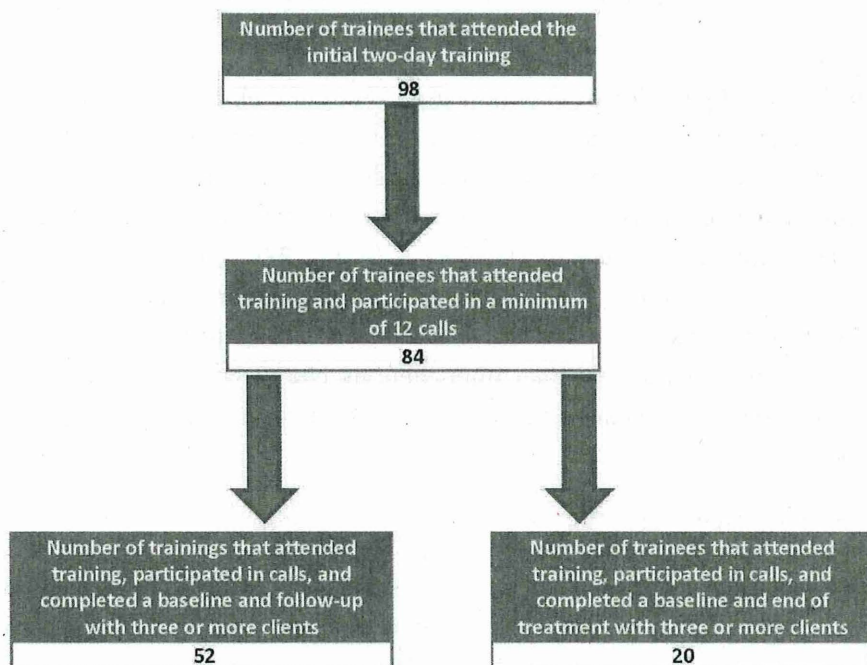 Number of trainees that attended the
initial two-day training
98
Number of trainees that attended
training and participated in a minimum
of 12 calls
84
Number of trainings that attended
training, participated in calls, and
completed a baseline and follow-up
with three or more clients
52
Number of trainees that attended
training, participated in calls, and
completed a baseline and end of
treatment with three or more clients
20